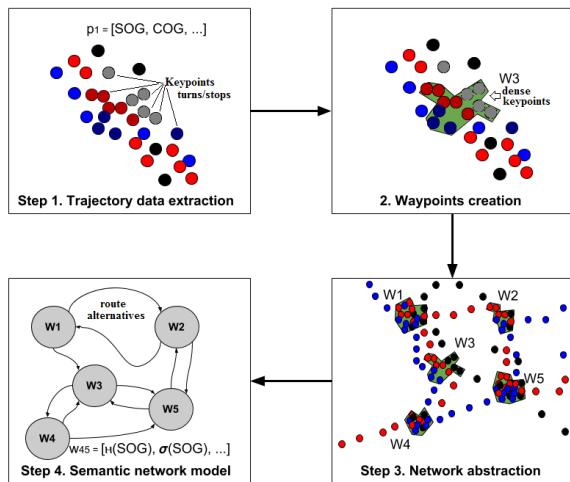 p1 = [SOG, COG, ...]
Keypoints
turns/stops
Step 1. Trajectory data extraction
W3
dense
keypoints
2. Waypoints creation
route
alternatives
W1
W2
W3
W5
W4
w45 = [н(SOG), σ(SOG), ...]
Step 4. Semantic network model
W1
W2
W3
W5
W4
Step 3. Network abstraction